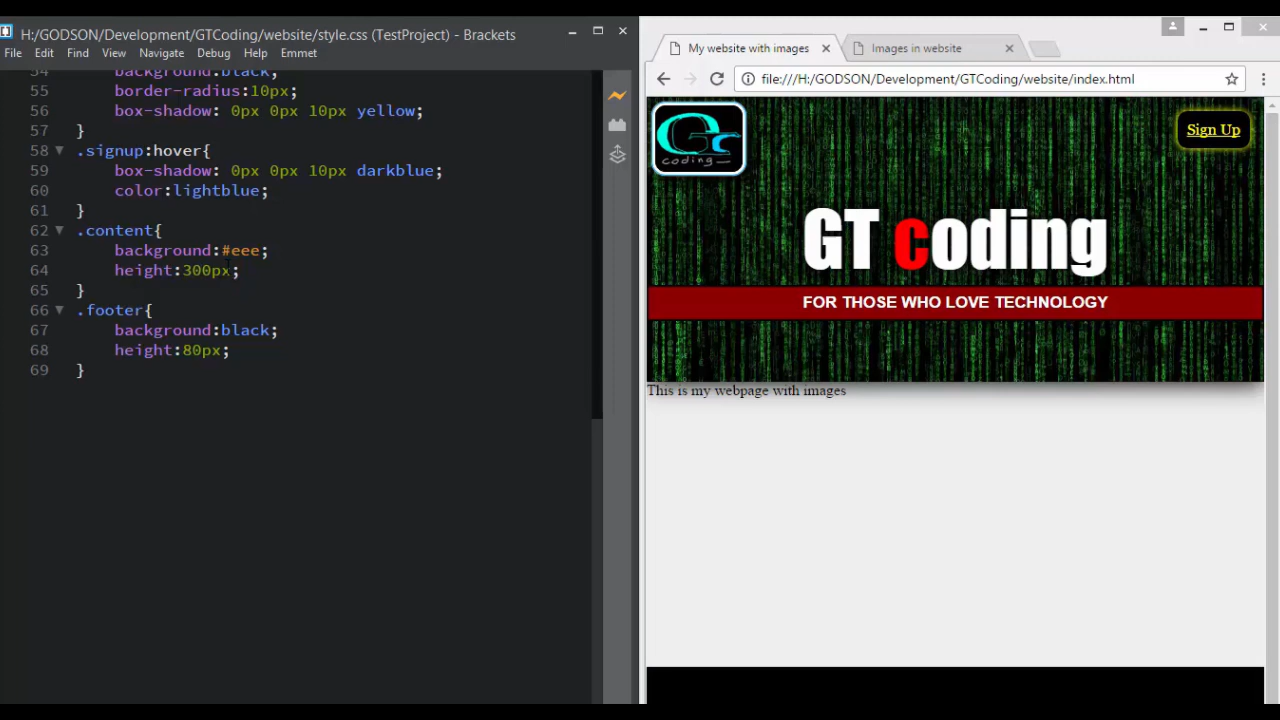 H:/GODSON/Development/GTCoding/website/style.css (TestProject) - Brackets
File Edit Find View Navigate Debug Help Emmet
54 background:black;
55 border-radius:10px;
56 box-shadow: 0px 0px 10px yellow;
57 }
58 .signup:hover{
59 box-shadow: 0px 0px 10px darkblue;
60 color:lightblue;
61 }
62 .content{
63 background:#eee;
64 height:300px;
65 }
66 .footer{
67 background:black;
68 height:80px;
69 }
My website with images
Images in website
file:///H:/GODSON/Development/GTCoding/website/index.html
coding_
Sign Up
GT coding
FOR THOSE WHO LOVE TECHNOLOGY
This is my webpage with images